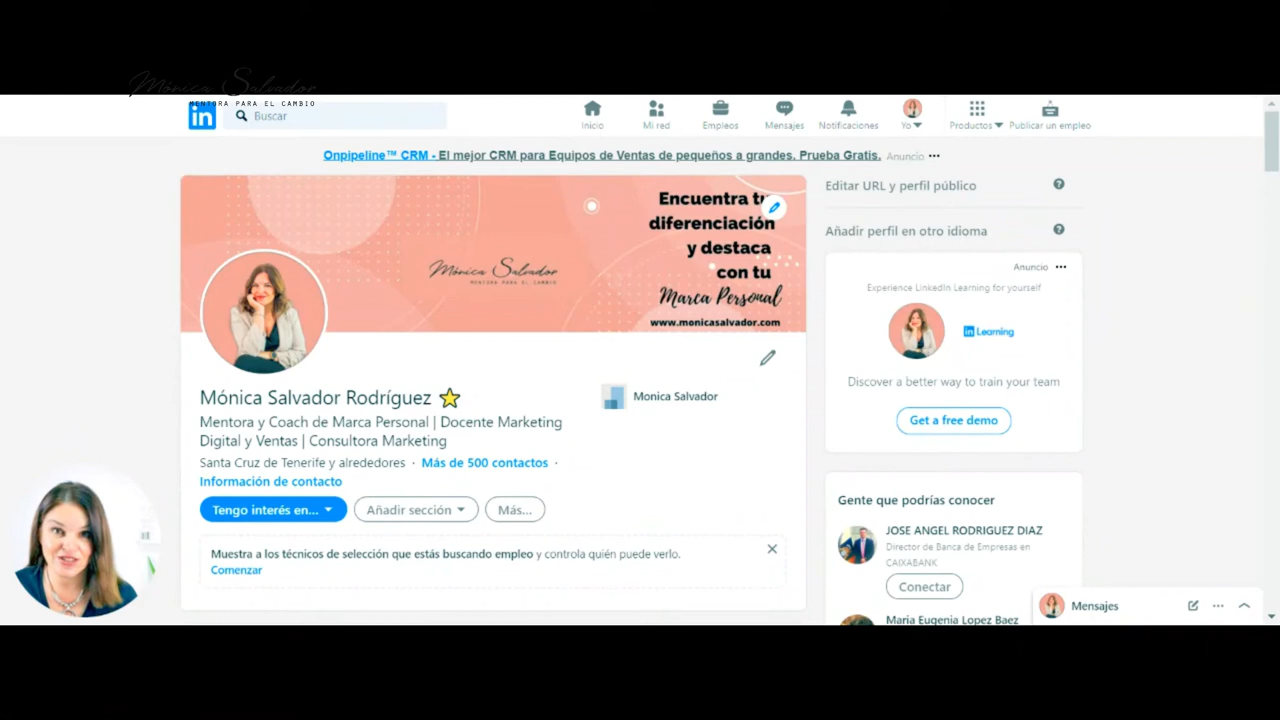 Mónica Salvador
MENTORA PARA EL CAMBIO
in
Buscar
Inicio
Mi red
Empleos
Mensajes
Notificaciones
Yo
Productos
Publicar un empleo
Onpipeline™ CRM - El mejor CRM para Equipos de Ventas de pequeños a grandes. Prueba Gratis.
Anuncio
Encuentra tu
diferenciación
y destaca
con tu
Marca Personal
www.monicasalvador.com
Mónica Salvador
MENTORA PARA EL CAMBIO
Mónica Salvador Rodríguez
Monica Salvador
Mentora y Coach de Marca Personal | Docente Marketing
Digital y Ventas | Consultora Marketing
Santa Cruz de Tenerife y alrededores · Más de 500 contactos ·
Información de contacto
Tengo interés en...
Añadir sección
Más...
Muestra a los técnicos de selección que estás buscando empleo y controla quién puede verlo.
Comenzar
Editar URL y perfil público
Añadir perfil en otro idioma
Anuncio
Experience LinkedIn Learning for yourself
in Learning
Discover a better way to train your team
Get a free demo
Gente que podrías conocer
JOSE ANGEL RODRIGUEZ DIAZ
Director de Banca de Empresas en
CAIXABANK
Conectar
Maria Eugenia Lopez Baez
Mensajes